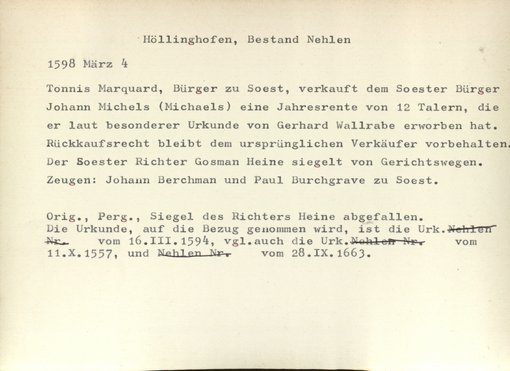 Höllinghofen, Bestand Nehlen
1598 März 4
Tonnis Marquard, Bürger zu Soest, verkauft dem Soester Bürger
Johann Michels (Michaels) eine Jahresrente von 12 Talern, die
er laut besonderer Urkunde von Gerhard Wallrabe erworben hat.
Rückkaufsrecht bleibt dem ursprünglichen Verkäufer vorbehalten.
Der Soester Richter Gosman Heine siegelt von Gerichtswegen.
Zeugen: Johann Berchman und Paul Burchgrave zu Soest.
Orig., Perg., Siegel des Richters Heine abgefallen.
Die Urkunde, auf die Bezug genommen wird, ist die Urk.Nehlen
Nr. vom 16.III.1594, vgl.auch die Urk.Nehlen Nr. vom
11.X.1557, und Nehlen Nr. vom 28.IX.1663.